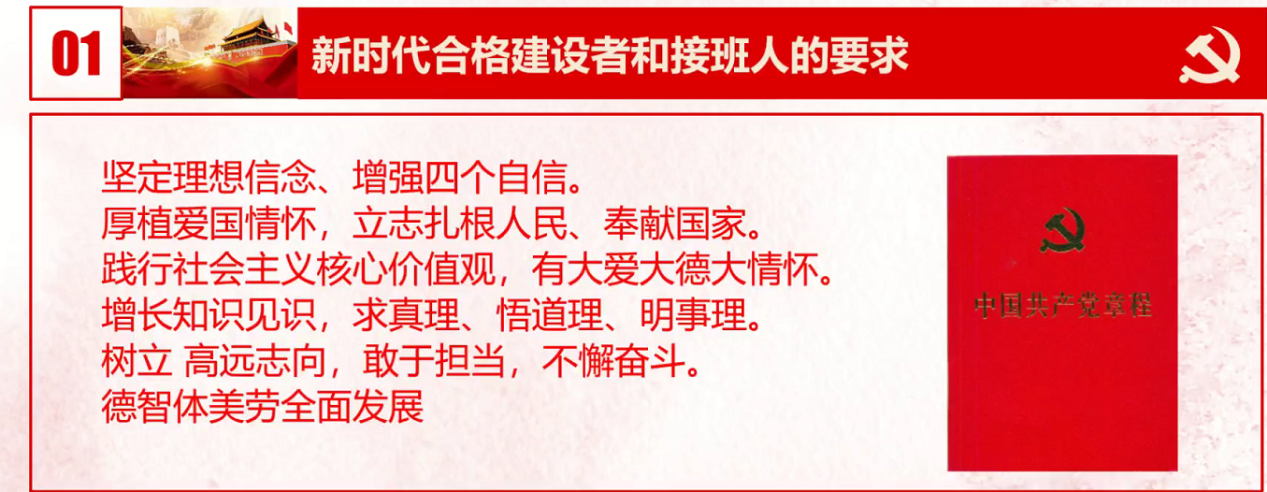 01
新时代合格建设者和接班人的要求
坚定理想信念、增强四个自信。
厚植爱国情怀，立志扎根人民、奉献国家。
践行社会主义核心价值观，有大爱大德大情怀。
增长知识见识，求真理、悟道理、明事理。
树立 高远志向，敢于担当，不懈奋斗。
德智体美劳全面发展
中国共产党章程